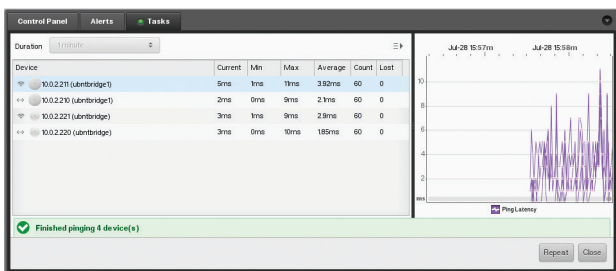 Control Panel Alerts Tasks
Duration 1 minute
Device Current Min Max Average Count Lost
10.0.2.211 (ubntbridge1) 5ms 1ms 11ms 3.92ms 60 0
10.0.2.210 (ubntbridge1) 2ms 0ms 9ms 2.1ms 60 0
10.0.2.221 (ubntbridge) 3ms 1ms 9ms 2.9ms 60 0
10.0.2.220 (ubntbridge) 3ms 0ms 10ms 1.85ms 60 0
Jul-28 15:57m Jul-28 15:58m
10
8
6
4
2
ms
Ping Latency
Finished pinging 4 device(s)
Repeat Close